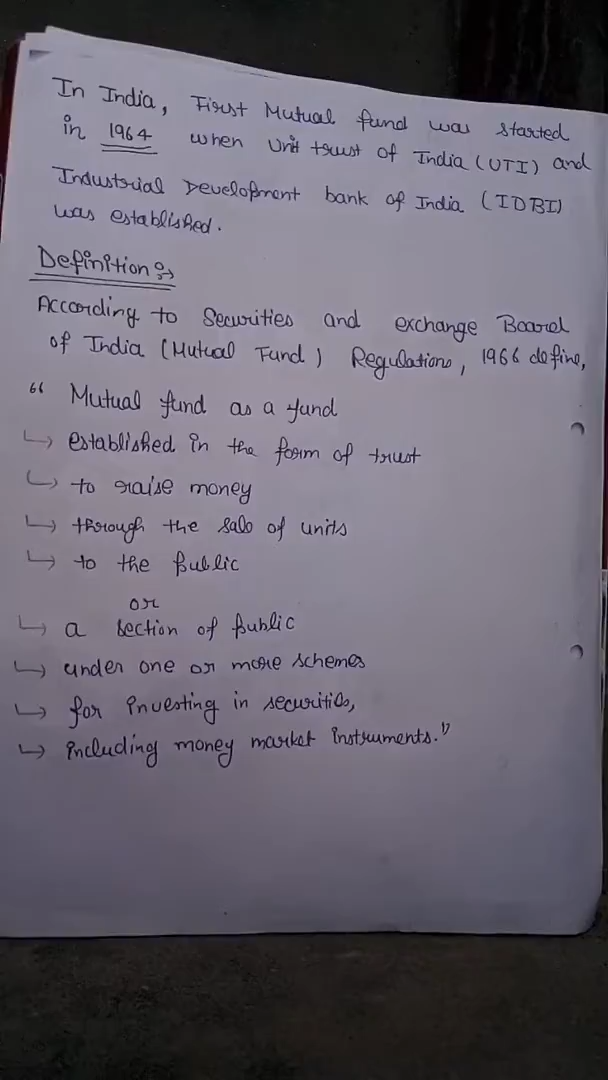 In India, First Mutual fund was started
in 1964 when Unit trust of India (UTI) and
Industrial Development bank of India (IDBI)
was established.
Definition :→
According to Securities and exchange Board
of India (Mutual Fund) Regulations, 1966 define,
“ Mutual fund as a fund
↳ established in the form of trust
↳ to raise money
↳ through the sale of units
↳ to the public
or
↳ a section of public
↳ under one or more schemes
↳ for investing in securities,
↳ including money market instruments.”